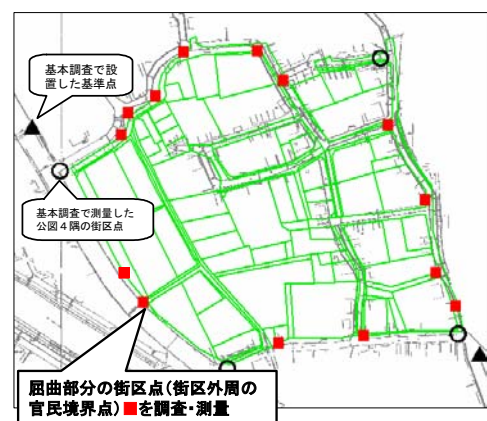 基本調査で設
置した基準点
基本調査で測量した
公図４隅の街区点
屈曲部分の街区点（街区外周の
官民境界点）■を調査・測量